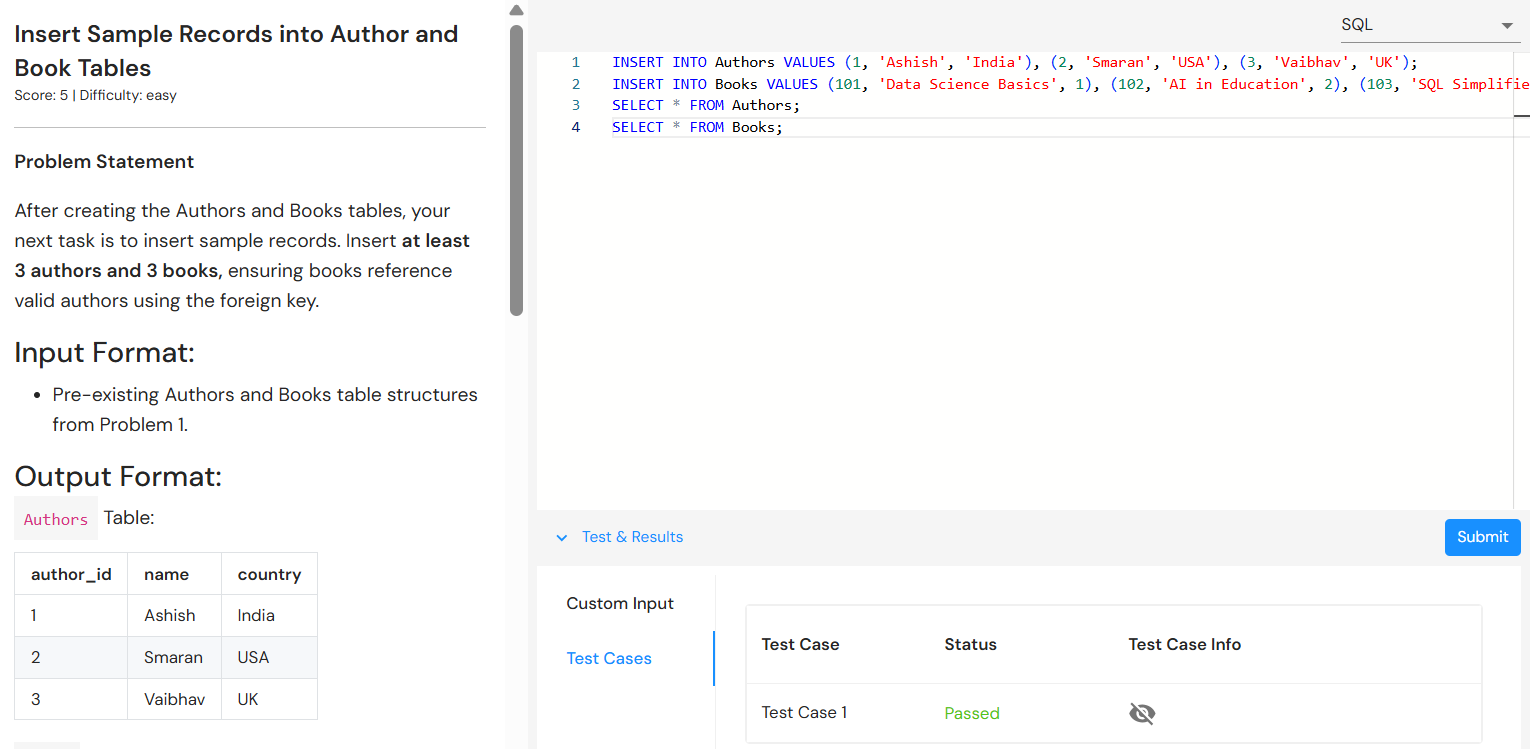 Insert Sample Records into Author and
Book Tables
Score: 5 | Difficulty: easy
Problem Statement
After creating the Authors and Books tables, your
next task is to insert sample records. Insert at least
3 authors and 3 books, ensuring books reference
valid authors using the foreign key.
Input Format:
• Pre-existing Authors and Books table structures
from Problem 1.
Output Format:
Authors Table:
author_id name country
1 Ashish India
2 Smaran USA
3 Vaibhav UK
SQL
1 INSERT INTO Authors VALUES (1, 'Ashish', 'India'), (2, 'Smaran', 'USA'), (3, 'Vaibhav', 'UK');
2 INSERT INTO Books VALUES (101, 'Data Science Basics', 1), (102, 'AI in Education', 2), (103, 'SQL Simplifie
3 SELECT * FROM Authors;
4 SELECT * FROM Books;
Test & Results
Submit
Custom Input
Test Cases
Test Case Status Test Case Info
Test Case 1 Passed